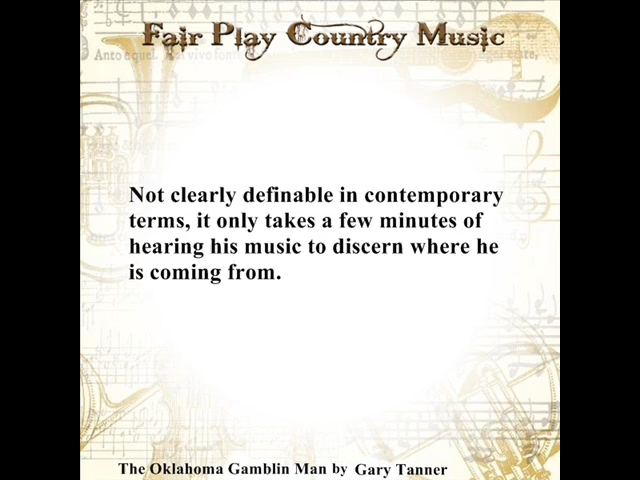 Fair Play Country Music
Not clearly definable in contemporary
terms, it only takes a few minutes of
hearing his music to discern where he
is coming from.
The Oklahoma Gamblin Man by Gary Tanner